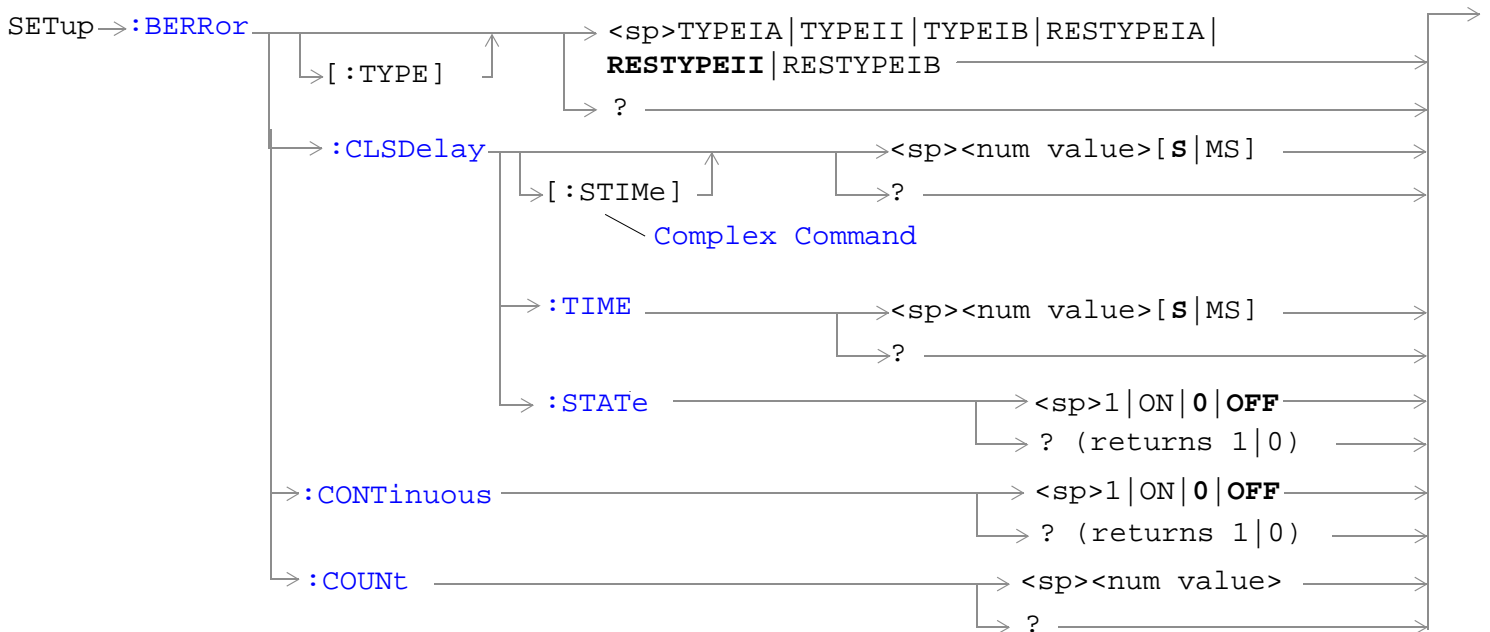 SETup :BERRor <sp>TYPEIA|TYPEII|TYPEIB|RESTYPEIA|
[:TYPE] RESTYPEII|RESTYPEIB
?
:CLSDelay <sp><num value>[S|MS]
[:STIMe] ?
Complex Command
:TIME <sp><num value>[S|MS]
?
:STATe <sp>1|ON|0|OFF
? (returns 1|0)
:CONTinuous <sp>1|ON|0|OFF
? (returns 1|0)
:COUNt <sp><num value>
?